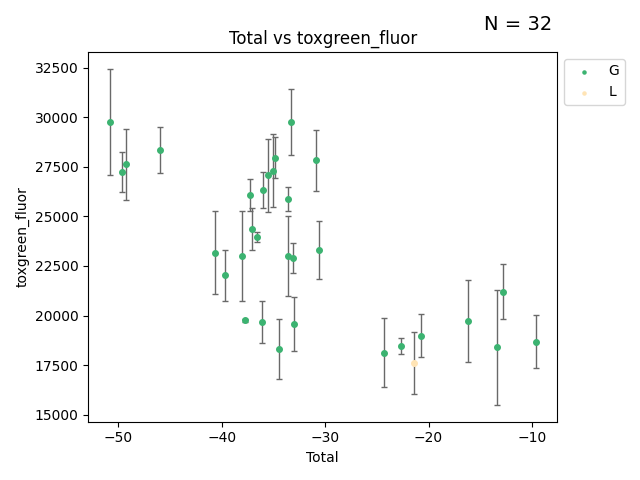 N = 32
Total vs toxgreen_fluor
G
L
toxgreen_fluor
32500
30000
27500
25000
22500
20000
17500
15000
−50 −40 −30 −20 −10
Total